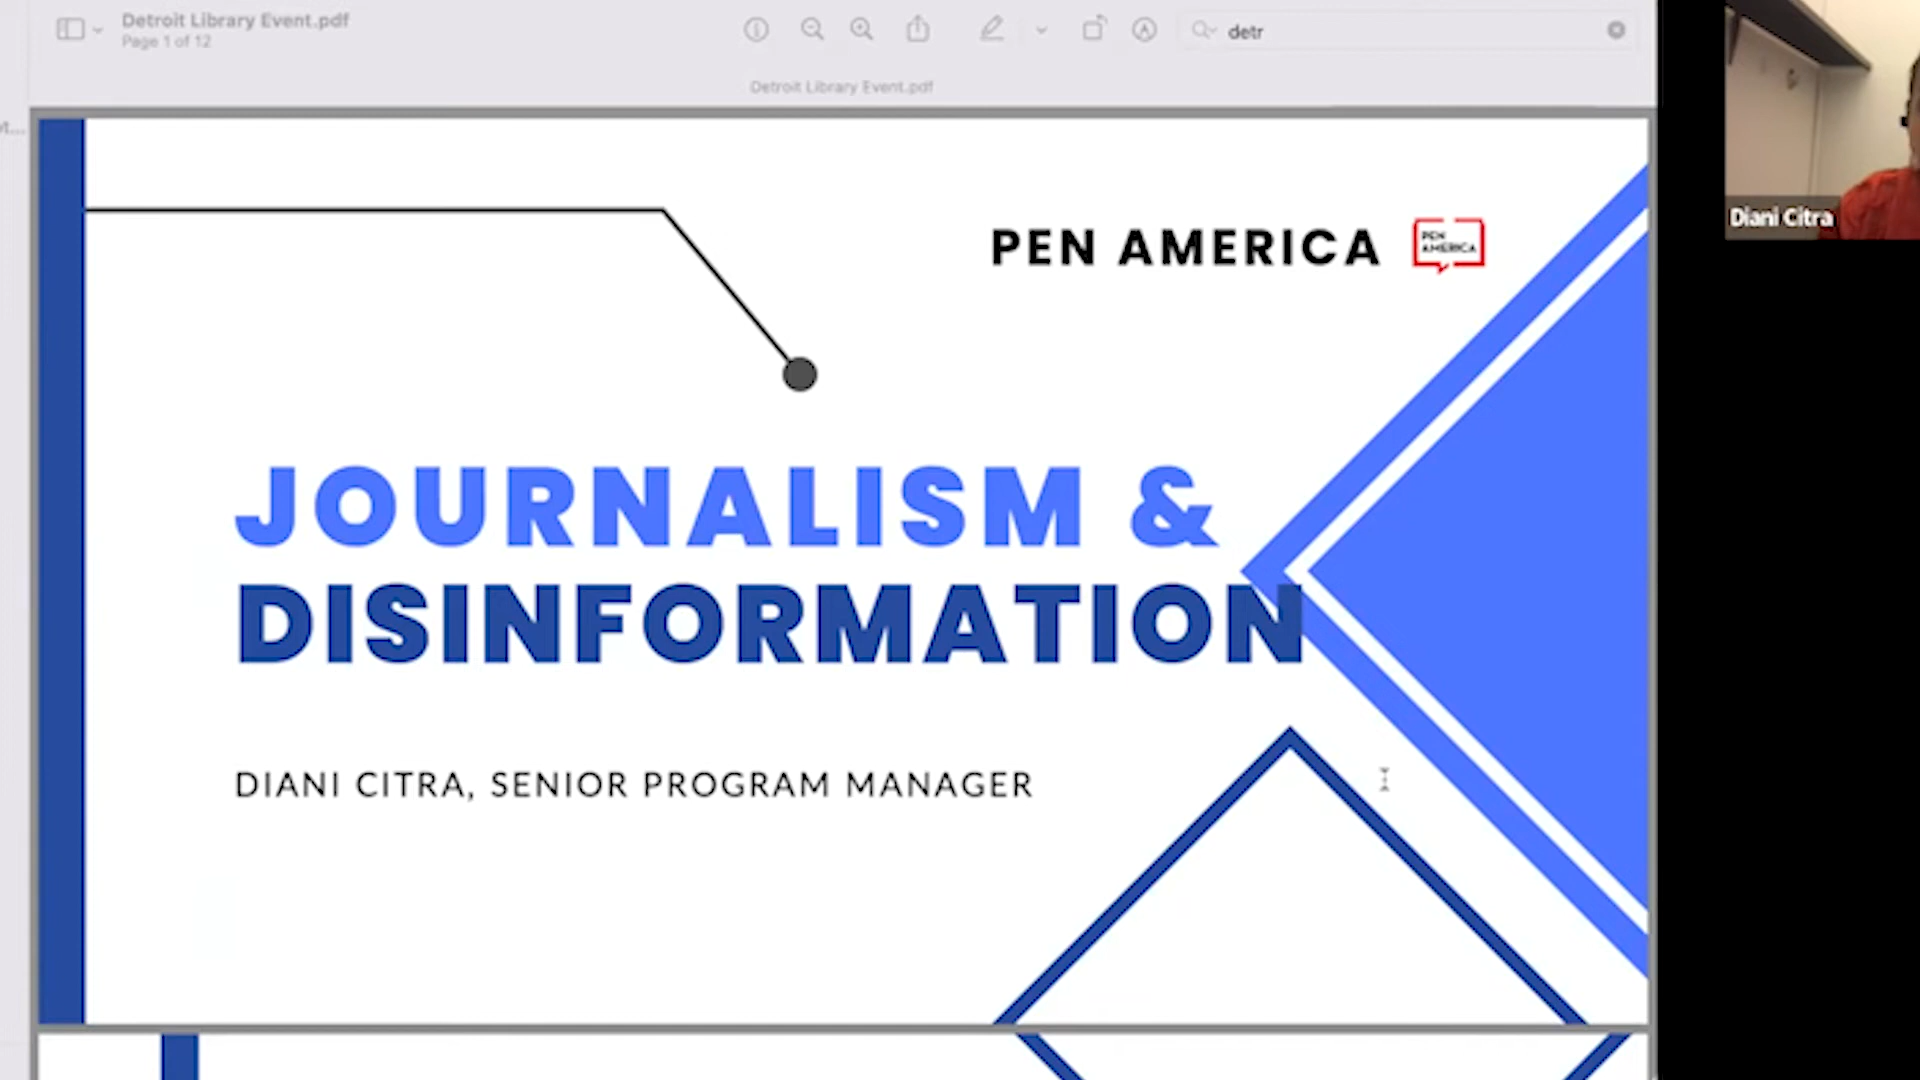 Detroit Library Event.pdf
Page 1 of 12
detr
Detroit Library Event.pdf
PEN AMERICA
PEN
AMERICA
Diani Citra
JOURNALISM &
DISINFORMATION
DIANI CITRA, SENIOR PROGRAM MANAGER